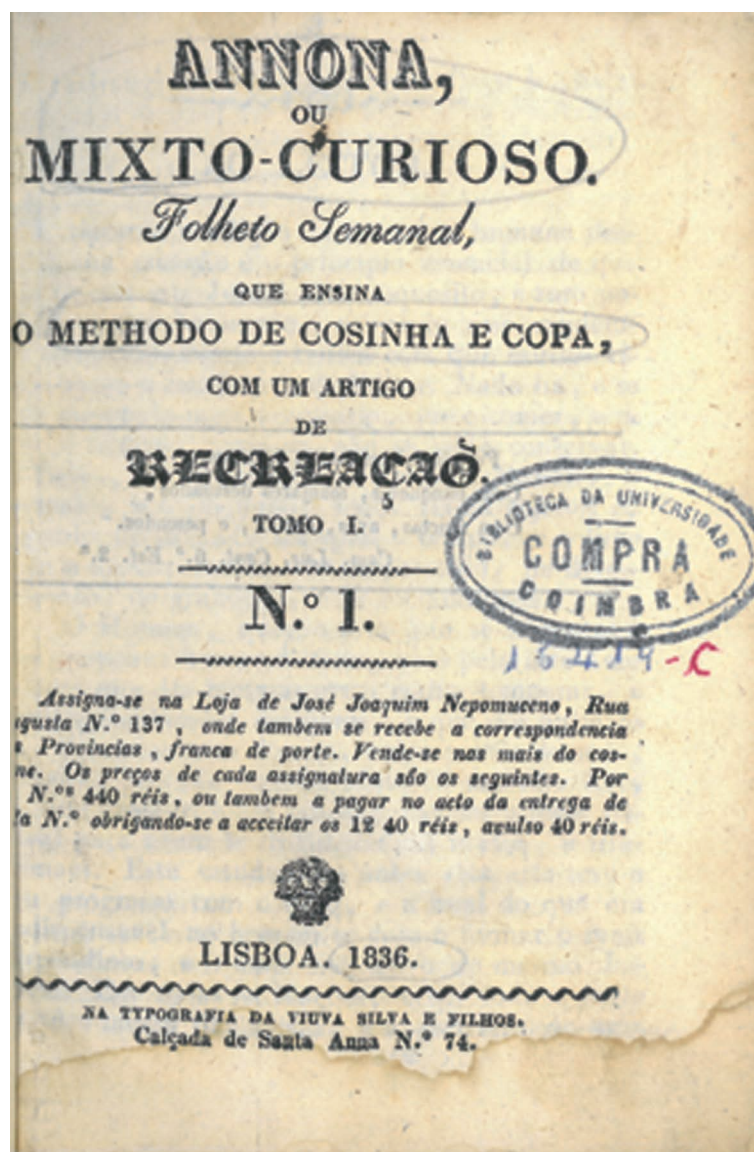 ANNONA,
OU
MIXTO-CURIOSO.
Folheto Semanal,
QUE ENSINA
O METHODO DE COSINHA E COPA,
COM UM ARTIGO
DE
RECREAÇAÕ.
TOMO I.
N.º 1.
BIBLIOTECA DA UNIVERSIDADE
COMPRA
COIMBRA
-C
Assigna-se na Loja de José Joaquim Nepomuceno, Rua
gusta N.º 137, onde tambem se recebe a correspondencia
s Provincias, franca de porte. Vende-se nas mais do cos-
me. Os preços de cada assignatura são os seguintes. Por
N.ºs 440 réis, ou tambem a pagar no acto da entrega de
a N.º obrigando-se a acceitar os 12 40 réis, avulso 40 réis.
LISBOA. 1836.
NA TYPOGRAFIA DA VIUVA SILVA E FILHOS.
Calçada de Santa Anna N.º 74.